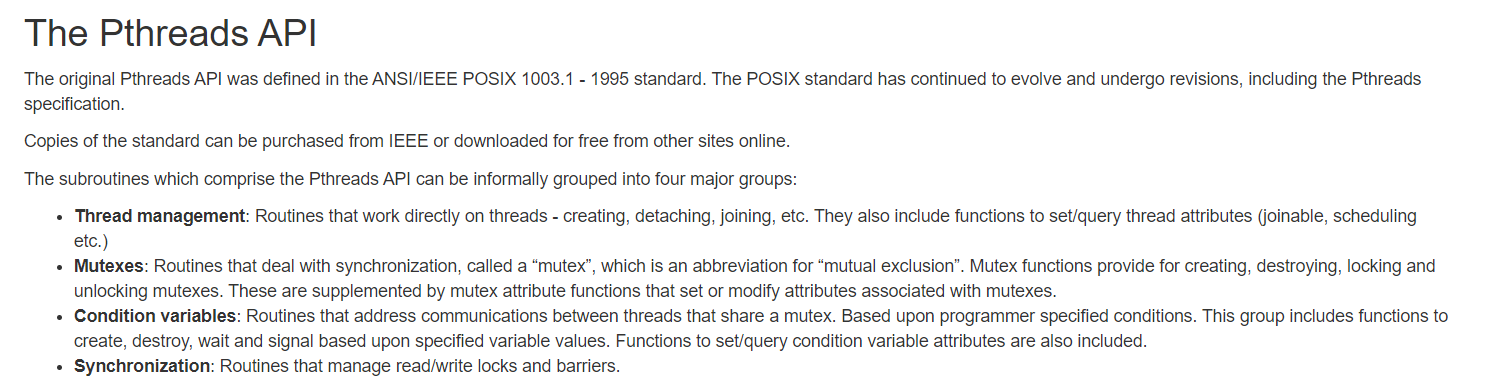 The Pthreads API
The original Pthreads API was defined in the ANSI/IEEE POSIX 1003.1 - 1995 standard. The POSIX standard has continued to evolve and undergo revisions, including the Pthreads
specification.
Copies of the standard can be purchased from IEEE or downloaded for free from other sites online.
The subroutines which comprise the Pthreads API can be informally grouped into four major groups:
• Thread management: Routines that work directly on threads - creating, detaching, joining, etc. They also include functions to set/query thread attributes (joinable, scheduling
etc.)
• Mutexes: Routines that deal with synchronization, called a “mutex”, which is an abbreviation for “mutual exclusion”. Mutex functions provide for creating, destroying, locking and
unlocking mutexes. These are supplemented by mutex attribute functions that set or modify attributes associated with mutexes.
• Condition variables: Routines that address communications between threads that share a mutex. Based upon programmer specified conditions. This group includes functions to
create, destroy, wait and signal based upon specified variable values. Functions to set/query condition variable attributes are also included.
• Synchronization: Routines that manage read/write locks and barriers.